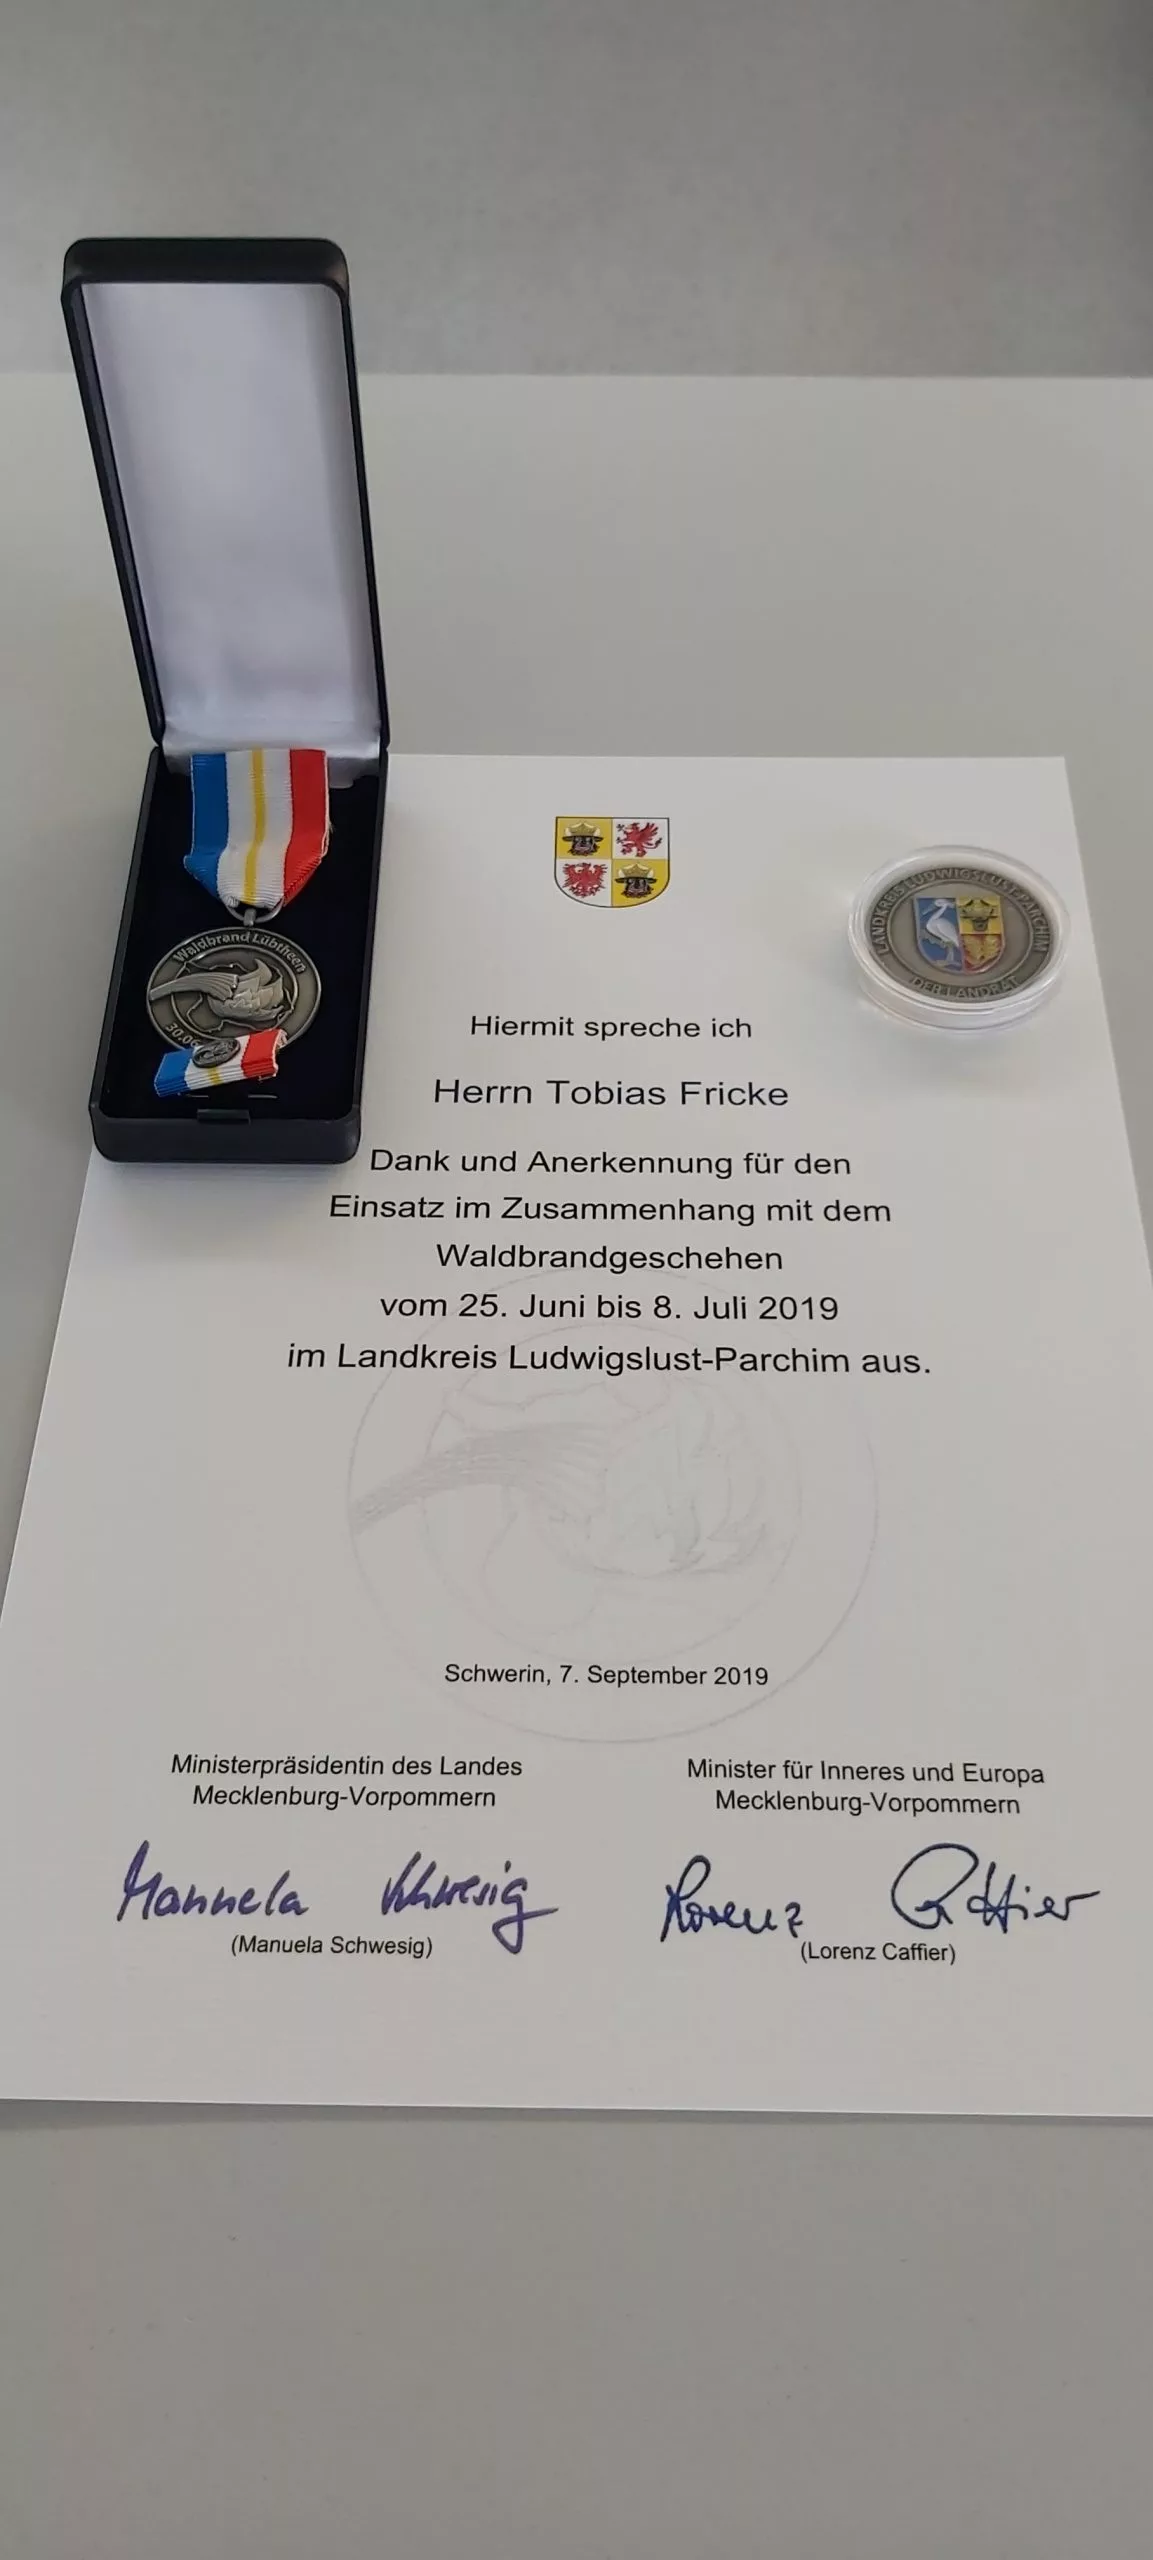 Waldbrand Lübtheen
30.06
LANDKREIS LUDWIGSLUST-PARCHIM
DER LANDRAT
Hiermit spreche ich
Herrn Tobias Fricke
Dank und Anerkennung für den
Einsatz im Zusammenhang mit dem
Waldbrandgeschehen
vom 25. Juni bis 8. Juli 2019
im Landkreis Ludwigslust-Parchim aus.
Schwerin, 7. September 2019
Ministerpräsidentin des Landes
Mecklenburg-Vorpommern
Manuela Schwesig
(Manuela Schwesig)
Minister für Inneres und Europa
Mecklenburg-Vorpommern
Lorenz Caffier
(Lorenz Caffier)